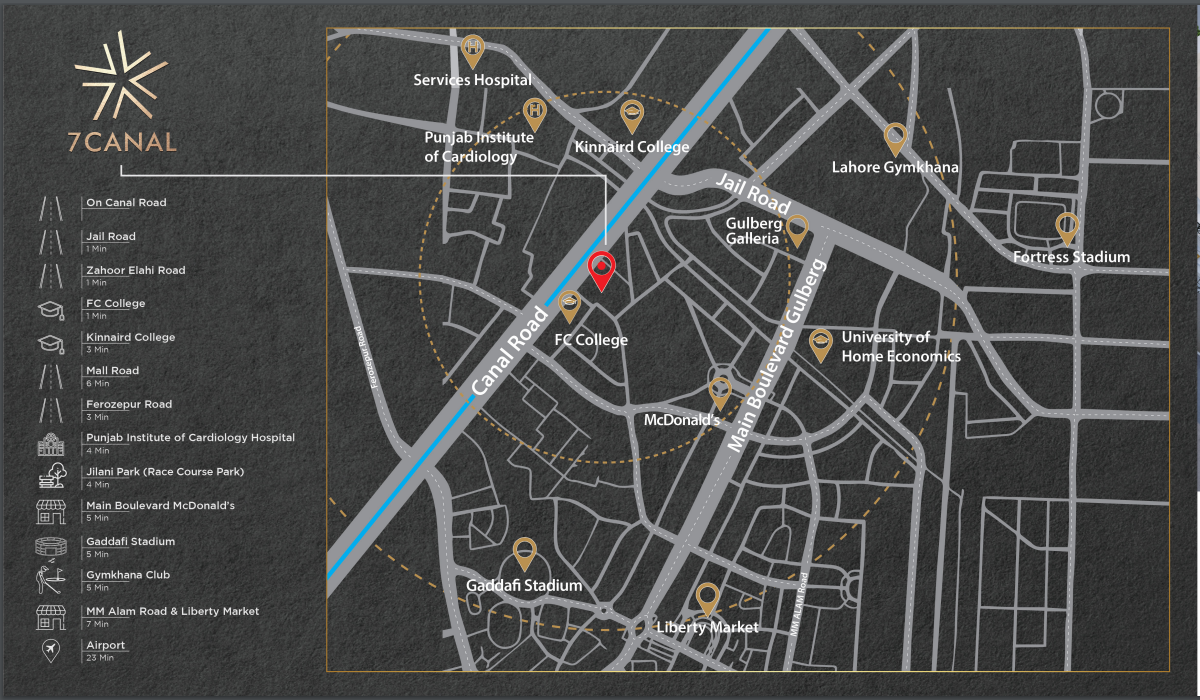 7CANAL
On Canal Road
Jail Road
1 Min
Zahoor Elahi Road
1 Min
FC College
1 Min
Kinnaird College
3 Min
Mall Road
6 Min
Ferozepur Road
3 Min
Punjab Institute of Cardiology Hospital
4 Min
Jilani Park (Race Course Park)
4 Min
Main Boulevard McDonald's
5 Min
Gaddafi Stadium
5 Min
Gymkhana Club
5 Min
MM Alam Road & Liberty Market
7 Min
Airport
23 Min
H
Services Hospital
H
Punjab Institute
of Cardiology
Kinnaird College
Lahore Gymkhana
Jail Road
Gulberg
Galleria
Fortress Stadium
FC College
Canal Road
Ferozepur Road
University of
Home Economics
Main Boulevard Gulberg
McDonald's
Gaddafi Stadium
Liberty Market
MM ALAM Road